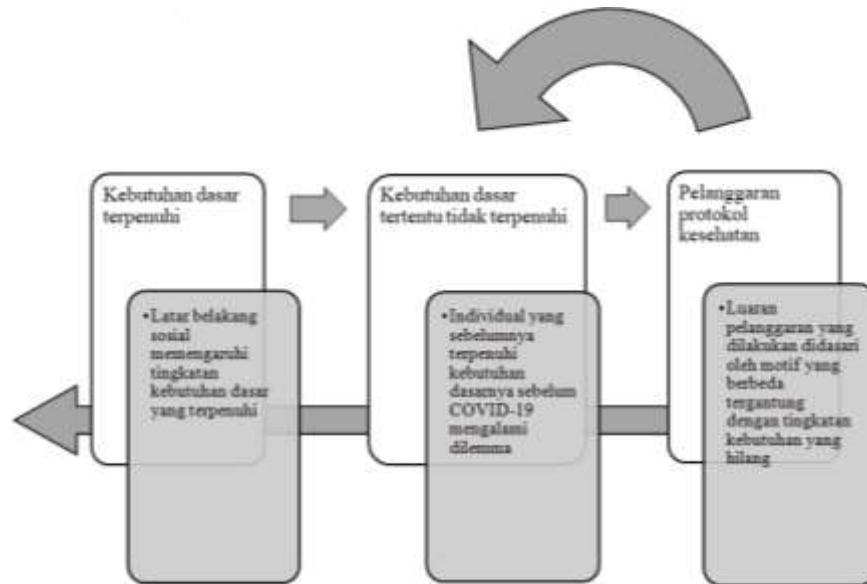 Kebutuhan dasar
terpenuhi
•Latar belakang
sosial
memengaruhi
tingkatan
kebutuhan dasar
yang terpenuhi
Kebutuhan dasar
tertentu tidak terpenuhi
•Individual yang
sebelumnya
terpenuhi
kebutuhan
dasarnya sebelum
COVID-19
mengalami
dilemma
Pelanggaran
protokol
kesehatan
•Luaran
pelanggaran yang
dilakukan didasari
oleh motif yang
berbeda
tergantung
dengan tingkatan
kebutuhan yang
hilang